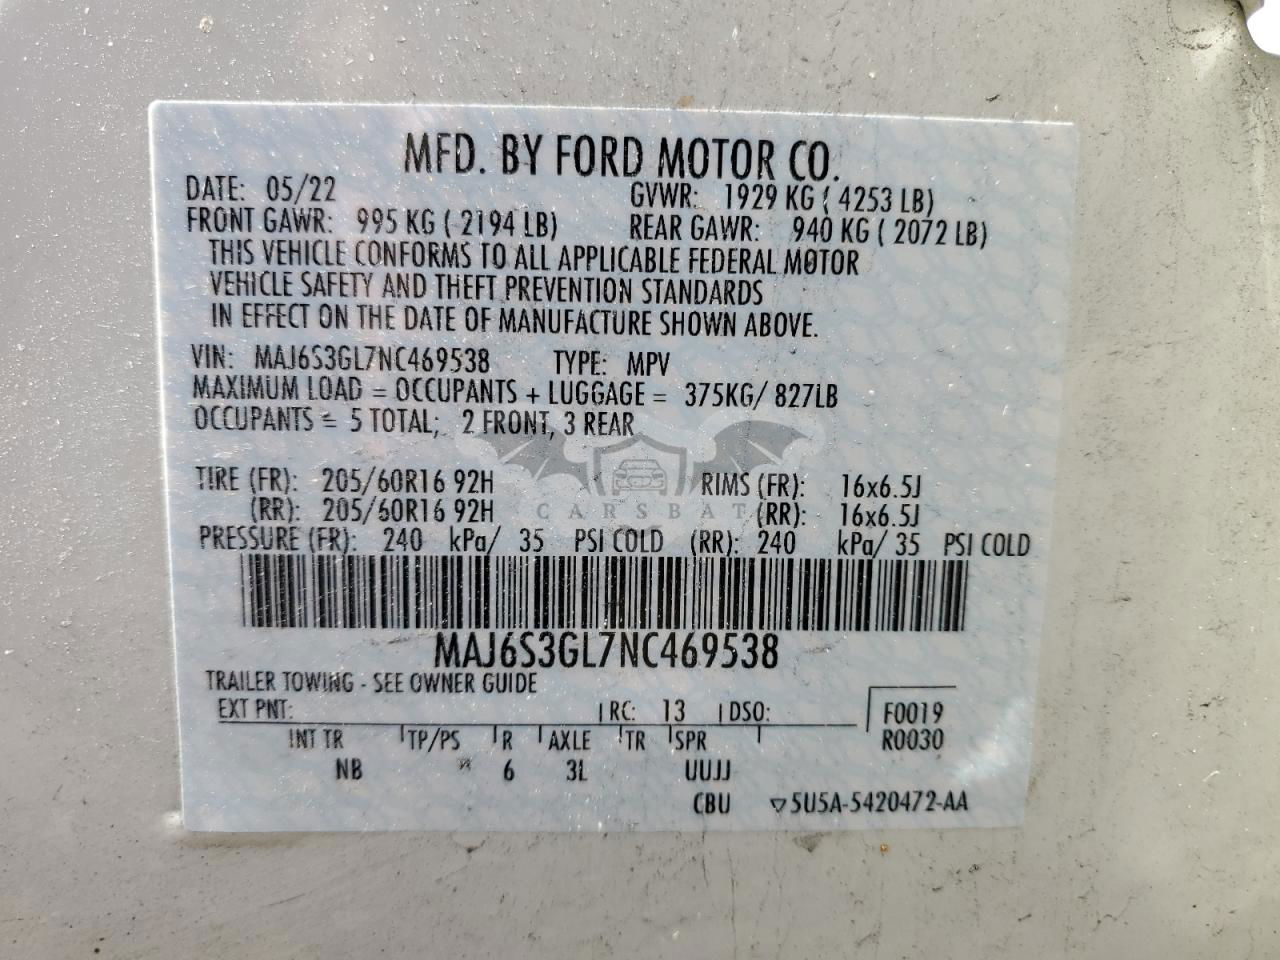 MFD. BY FORD MOTOR CO.
DATE: 05/22 GVWR: 1929 KG ( 4253 LB)
FRONT GAWR: 995 KG ( 2194 LB) REAR GAWR: 940 KG ( 2072 LB)
THIS VEHICLE CONFORMS TO ALL APPLICABLE FEDERAL MOTOR
VEHICLE SAFETY AND THEFT PREVENTION STANDARDS
IN EFFECT ON THE DATE OF MANUFACTURE SHOWN ABOVE.
VIN: MAJ6S3GL7NC469538 TYPE: MPV
MAXIMUM LOAD = OCCUPANTS + LUGGAGE = 375KG/ 827LB
OCCUPANTS = 5 TOTAL; 2 FRONT, 3 REAR
TIRE (FR): 205/60R16 92H RIMS (FR): 16x6.5J
(RR): 205/60R16 92H CARSBAT (RR): 16x6.5J
PRESSURE (FR): 240 kPa/ 35 PSI COLD (RR): 240 kPa/ 35 PSI COLD
MAJ6S3GL7NC469538
TRAILER TOWING - SEE OWNER GUIDE
EXT PNT: RC: 13 DSO: F0019
INT TR TP/PS R AXLE TR SPR R0030
NB 6 3L UUJJ
CBU ▽5U5A-5420472-AA